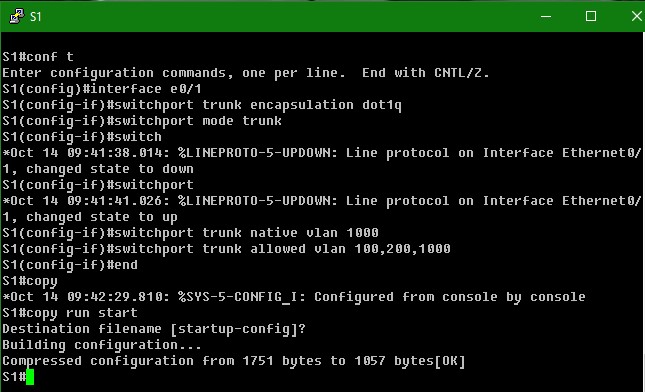 S1
S1#conf t
Enter configuration commands, one per line.  End with CNTL/Z.
S1(config)#interface e0/1
S1(config-if)#switchport trunk encapsulation dot1q
S1(config-if)#switchport mode trunk
S1(config-if)#switch
*Oct 14 09:41:38.014: %LINEPROTO-5-UPDOWN: Line protocol on Interface Ethernet0/
1, changed state to down
S1(config-if)#switchport
*Oct 14 09:41:41.026: %LINEPROTO-5-UPDOWN: Line protocol on Interface Ethernet0/
1, changed state to up
S1(config-if)#switchport trunk native vlan 1000
S1(config-if)#switchport trunk allowed vlan 100,200,1000
S1(config-if)#end
S1#copy
*Oct 14 09:42:29.810: %SYS-5-CONFIG_I: Configured from console by console
S1#copy run start
Destination filename [startup-config]?
Building configuration...
Compressed configuration from 1751 bytes to 1057 bytes[OK]
S1#